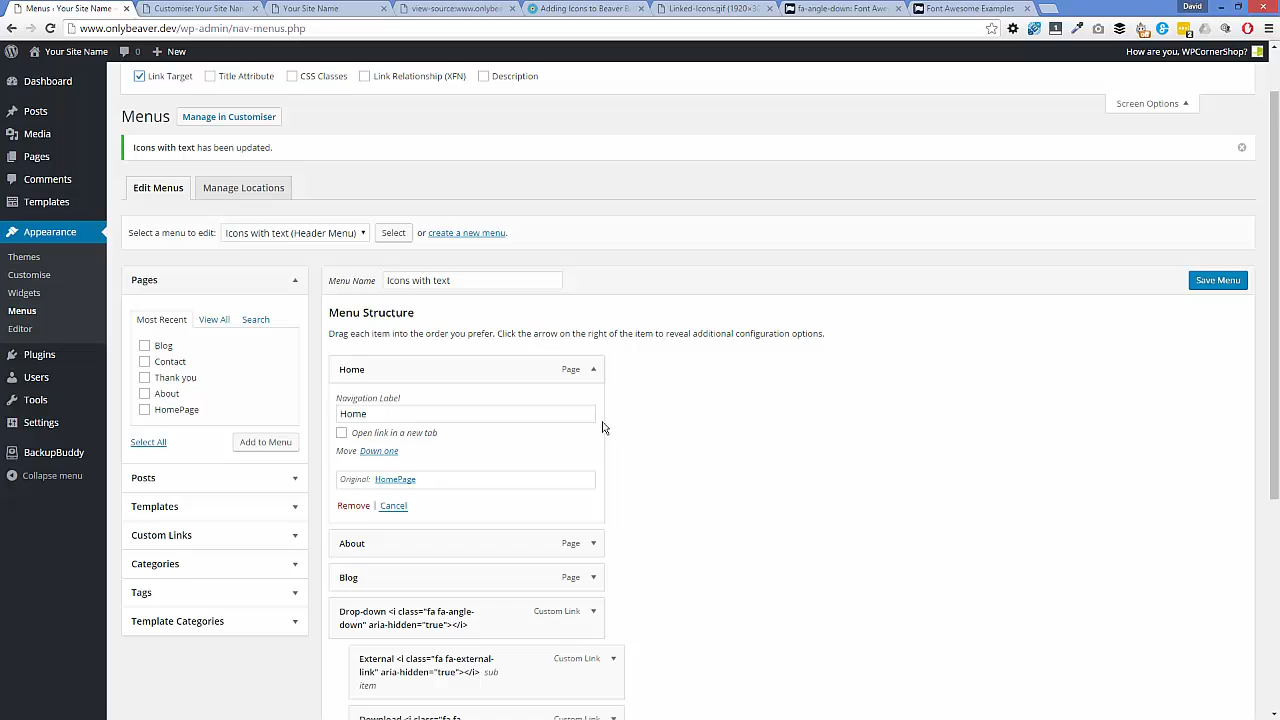 Menus ‹ Your Site Name –
Customise: Your Site Nam
Your Site Name
view-source:www.onlybe
Adding Icons to Beaver B
Linked-Icons.gif (1920×9
fa-angle-down: Font Awe
Font Awesome Examples
David
www.onlybeaver.dev/wp-admin/nav-menus.php
Your Site Name
0
New
How are you, WPCornerShop?
Dashboard
Posts
Media
Pages
Comments
Templates
Appearance
Themes
Customise
Widgets
Menus
Editor
Plugins
Users
Tools
Settings
BackupBuddy
Collapse menu
Link Target
Title Attribute
CSS Classes
Link Relationship (XFN)
Description
Screen Options
Menus
Manage in Customiser
Icons with text has been updated.
Edit Menus
Manage Locations
Select a menu to edit:
Icons with text (Header Menu)
Select
or create a new menu.
Pages
Most Recent
View All
Search
Blog
Contact
Thank you
About
HomePage
Select All
Add to Menu
Posts
Templates
Custom Links
Categories
Tags
Template Categories
Menu Name
Icons with text
Save Menu
Menu Structure
Drag each item into the order you prefer. Click the arrow on the right of the item to reveal additional configuration options.
Home
Page
Navigation Label
Home
Open link in a new tab
Move Down one
Original: HomePage
Remove | Cancel
About
Page
Blog
Page
Drop-down <i class="fa fa-angle-
down" aria-hidden="true"></i>
Custom Link
External <i class="fa fa-external-
link" aria-hidden="true"></i> sub
item
Custom Link
Download <i class="fa fa-
Custom Link